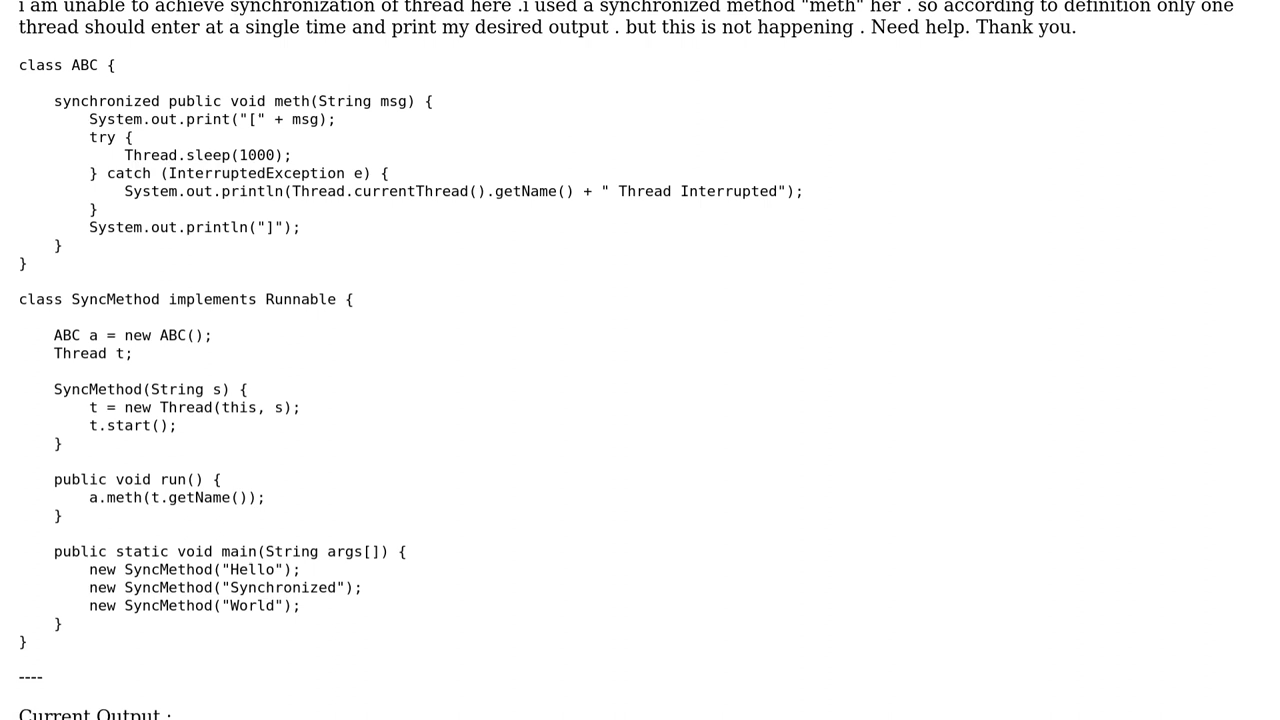 i am unable to achieve synchronization of thread here .i used a synchronized method "meth" her . so according to definition only one
thread should enter at a single time and print my desired output . but this is not happening . Need help. Thank you.
class ABC {
    synchronized public void meth(String msg) {
        System.out.print("[" + msg);
        try {
            Thread.sleep(1000);
        } catch (InterruptedException e) {
            System.out.println(Thread.currentThread().getName() + " Thread Interrupted");
        }
        System.out.println("]");
    }
}
class SyncMethod implements Runnable {
    ABC a = new ABC();
    Thread t;
    SyncMethod(String s) {
        t = new Thread(this, s);
        t.start();
    }
    public void run() {
        a.meth(t.getName());
    }
    public static void main(String args[]) {
        new SyncMethod("Hello");
        new SyncMethod("Synchronized");
        new SyncMethod("World");
    }
}
----
Current Output :